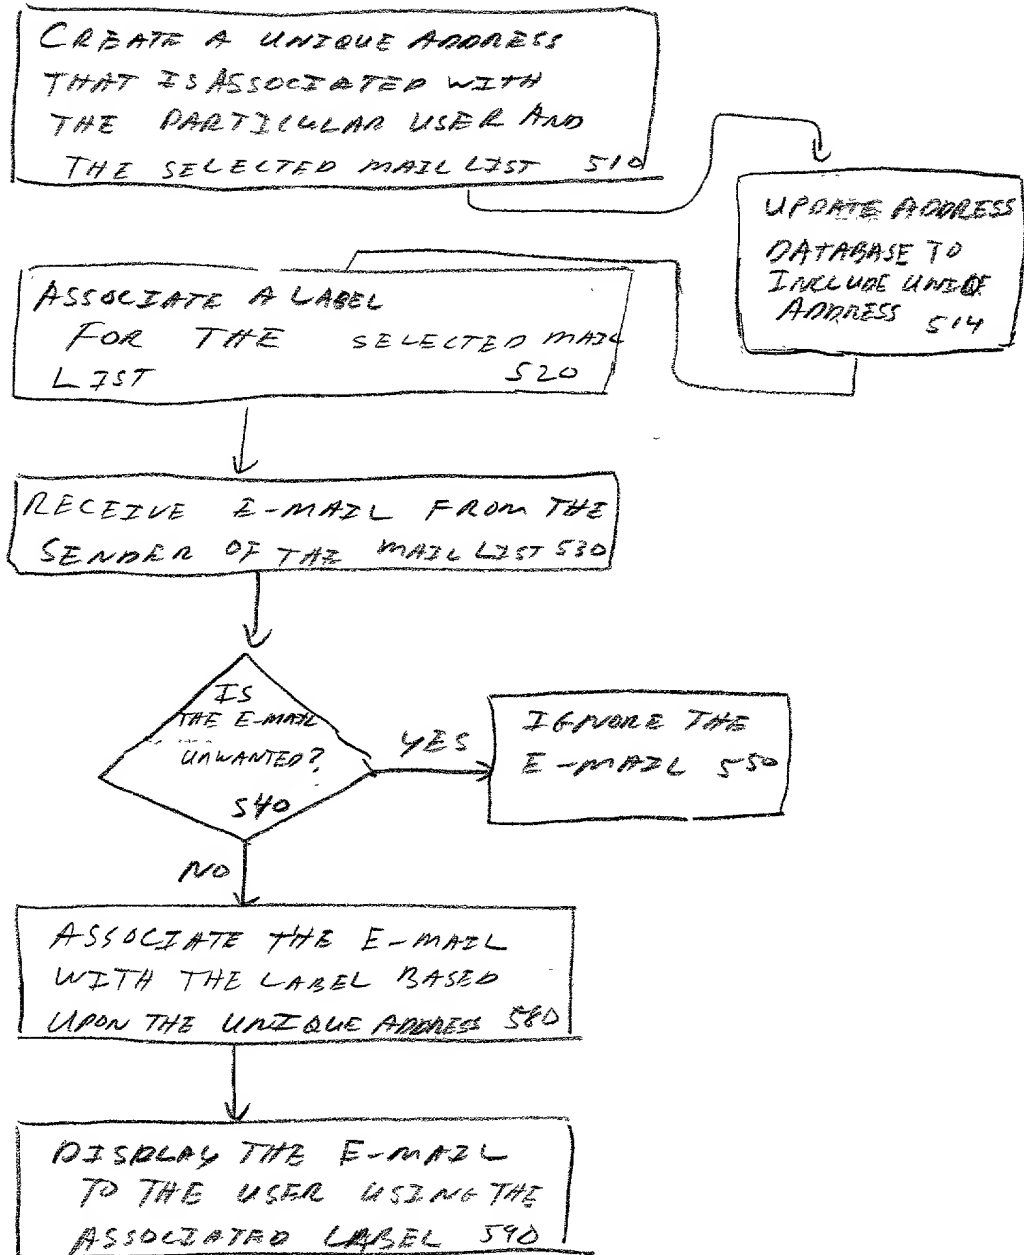 CREATE A UNIQUE ADDRESS
THAT IS ASSOCIATED WITH
THE PARTICULAR USER AND
THE SELECTED MAIL LIST 510
UPDATE ADDRESS
DATABASE TO
INCLUDE UNIQE
ADDRESS 514
ASSOCIATE A LABEL
FOR THE SELECTED MAIL
LIST 520
RECEIVE E-MAIL FROM THE
SENDER OF THE MAIL LIST 530
IS
THE E-MAIL
UNWANTED?
540
YES
IGNORE THE
E-MAIL 550
NO
ASSOCIATE THE E-MAIL
WITH THE LABEL BASED
UPON THE UNIQUE ADDRESS 580
DISPLAY THE E-MAIL
TO THE USER USING THE
ASSOCIATED LABEL 590